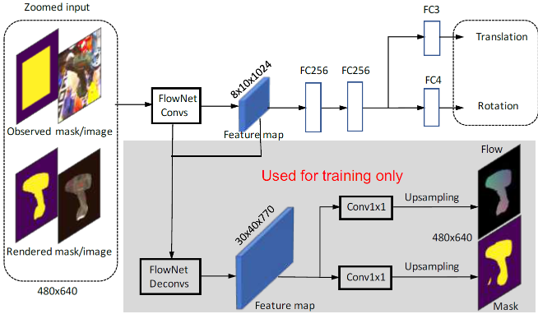 Zoomed input
Observed mask/image
Rendered mask/image
480x640
FlowNet
Convs
8x10x1024
Feature map
FC256
FC256
FC3
FC4
Translation
Rotation
Used for training only
FlowNet
Deconvs
30x40x770
Feature map
Conv1x1
Upsampling
Flow
480x640
Conv1x1
Upsampling
Mask